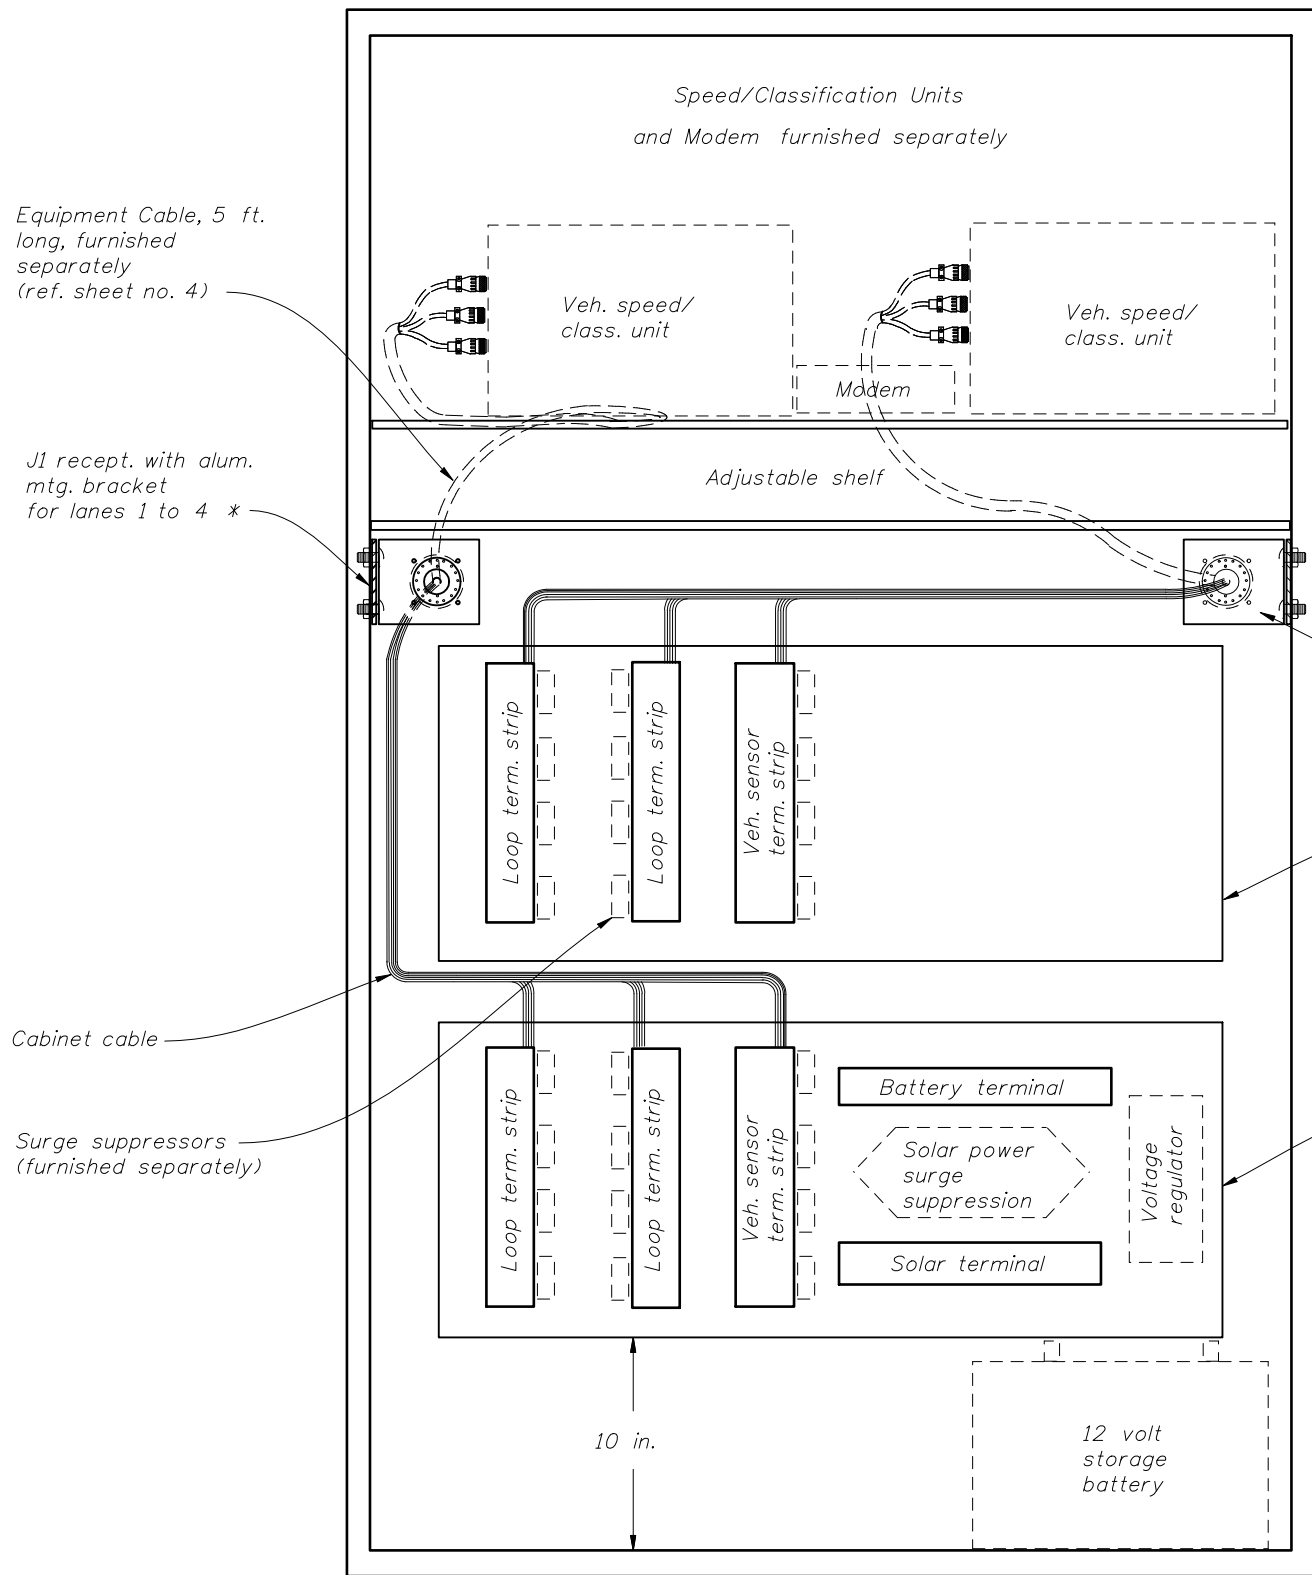 Speed/Classification Units
and Modem furnished separately
Equipment Cable, 5 ft.
long, furnished
separately
(ref. sheet no. 4)
Veh. speed/
class. unit
Veh. speed/
class. unit
Modem
J1 recept. with alum.
mtg. bracket
for lanes 1 to 4 *
Adjustable shelf
Loop term. strip
Loop term. strip
Veh. sensor
term. strip
Cabinet cable
Surge suppressors
(furnished separately)
Loop term. strip
Loop term. strip
Veh. sensor
term. strip
Battery terminal
Solar power
surge
suppression
Solar terminal
Voltage
regulator
10 in.
12 volt
storage
battery